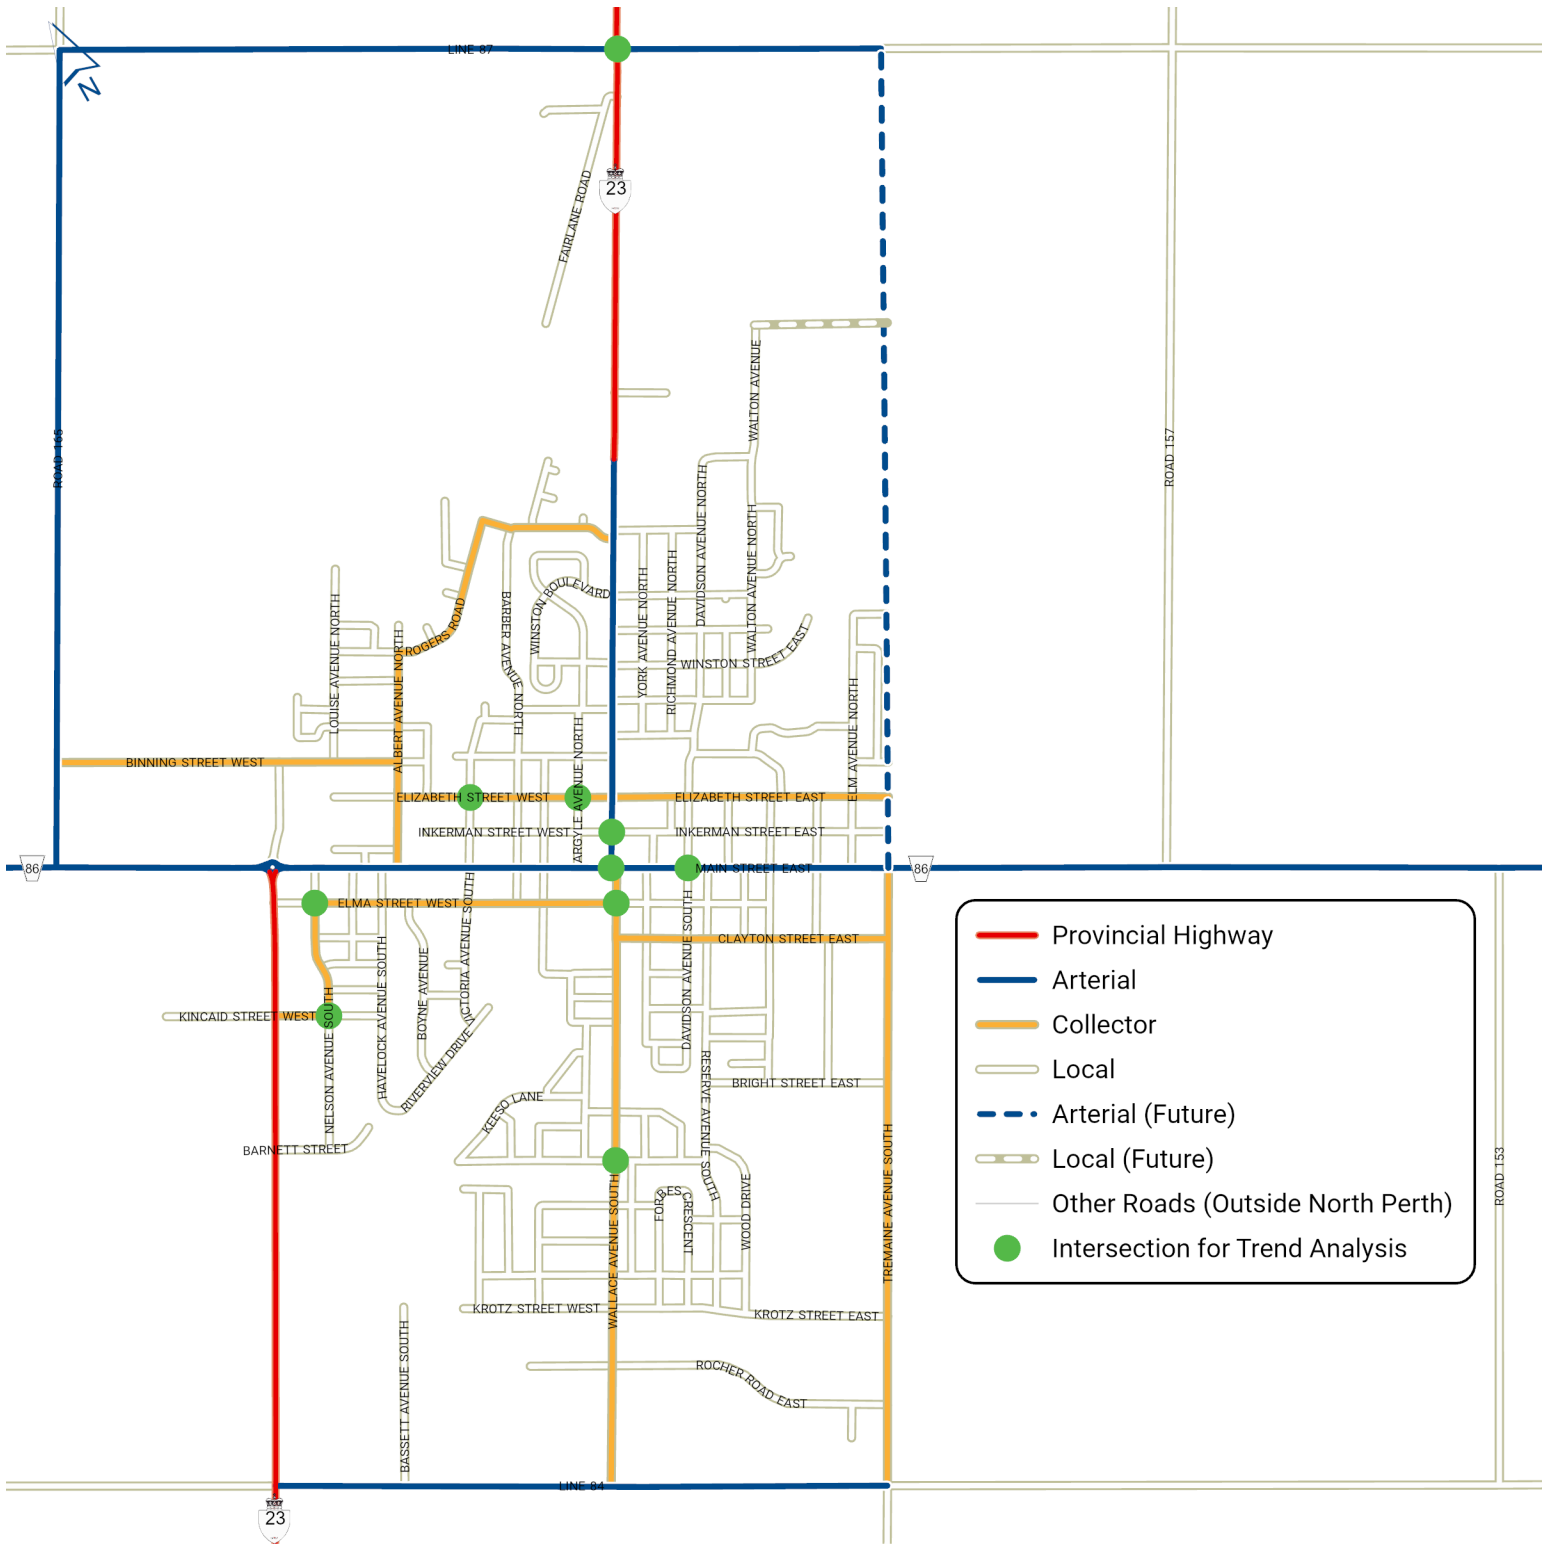 LINE 87
N
23
FAIRLANE ROAD
WALTON AVENUE
ROAD 165
ROAD 157
DAVIDSON AVENUE NORTH
WALTON AVENUE NORTH
RICHMOND AVENUE NORTH
YORK AVENUE NORTH
WINSTON BOULEVARD
BARBER AVENUE NORTH
LOUISE AVENUE NORTH
ROGERS ROAD
ALBERT AVENUE NORTH
WINSTON STREET EAST
ELM AVENUE NORTH
ARGYLE AVENUE NORTH
BINNING STREET WEST
ELIZABETH STREET WEST
ELIZABETH STREET EAST
INKERMAN STREET WEST
INKERMAN STREET EAST
86
MAIN STREET EAST
86
ELMA STREET WEST
VICTORIA AVENUE SOUTH
DAVIDSON AVENUE SOUTH
CLAYTON STREET EAST
HAVELOCK AVENUE SOUTH
BOYNE AVENUE
KINCAID STREET WEST
NELSON AVENUE SOUTH
RIVERVIEW DRIVE
RESERVE AVENUE SOUTH
BRIGHT STREET EAST
KEESO LANE
BARNETT STREET
TREMAINE AVENUE SOUTH
WALLACE AVENUE SOUTH
FORBES CRESCENT
WOOD DRIVE
ROAD 153
KROTZ STREET WEST
KROTZ STREET EAST
BASSETT AVENUE SOUTH
ROCHER ROAD EAST
LINE 84
23
Provincial Highway
Arterial
Collector
Local
Arterial (Future)
Local (Future)
Other Roads (Outside North Perth)
Intersection for Trend Analysis